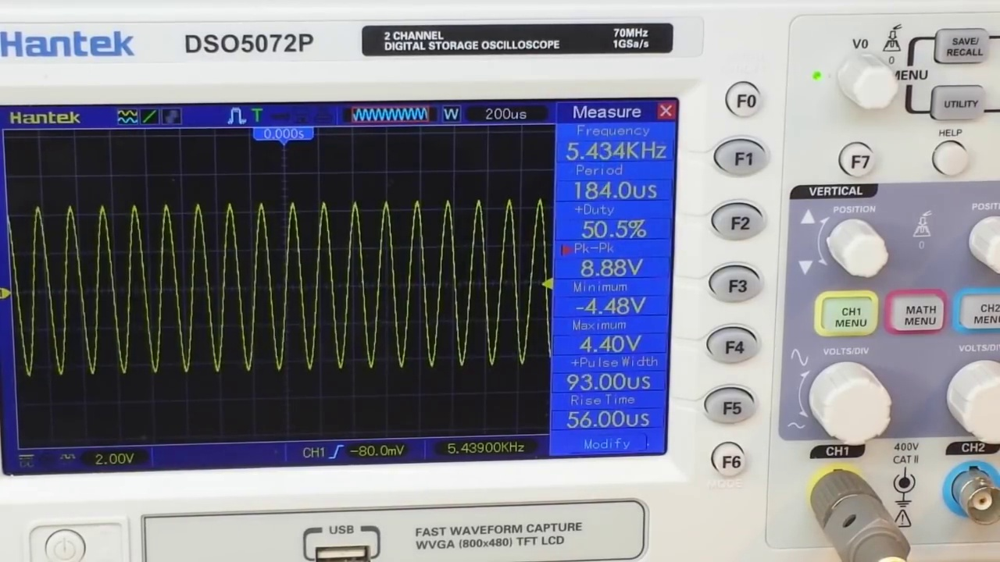 Hantek
DSO5072P
2 CHANNEL
DIGITAL STORAGE OSCILLOSCOPE
70MHz
1GSa/s
V0
0
MENU
SAVE/
RECALL
UTILITY
HELP
F0
F1
F2
F3
F4
F5
F6
F7
Hantek
T
W
200us
0.000s
Measure
Frequency
5.434KHz
Period
184.0us
+Duty
50.5%
Pk-Pk
8.88V
Minimum
-4.48V
Maximum
4.40V
+Pulse Width
93.00us
Rise Time
56.00us
Modify
1
DC
2.00V
CH1
-80.0mV
5.43900KHz
VERTICAL
POSITION
0
POSITI
CH1
MENU
MATH
MENU
CH2
MENU
VOLTS/DIV
VOLTS/DIV
CH1
400V
CAT II
CH2
USB
FAST WAVEFORM CAPTURE
WVGA (800x480) TFT LCD